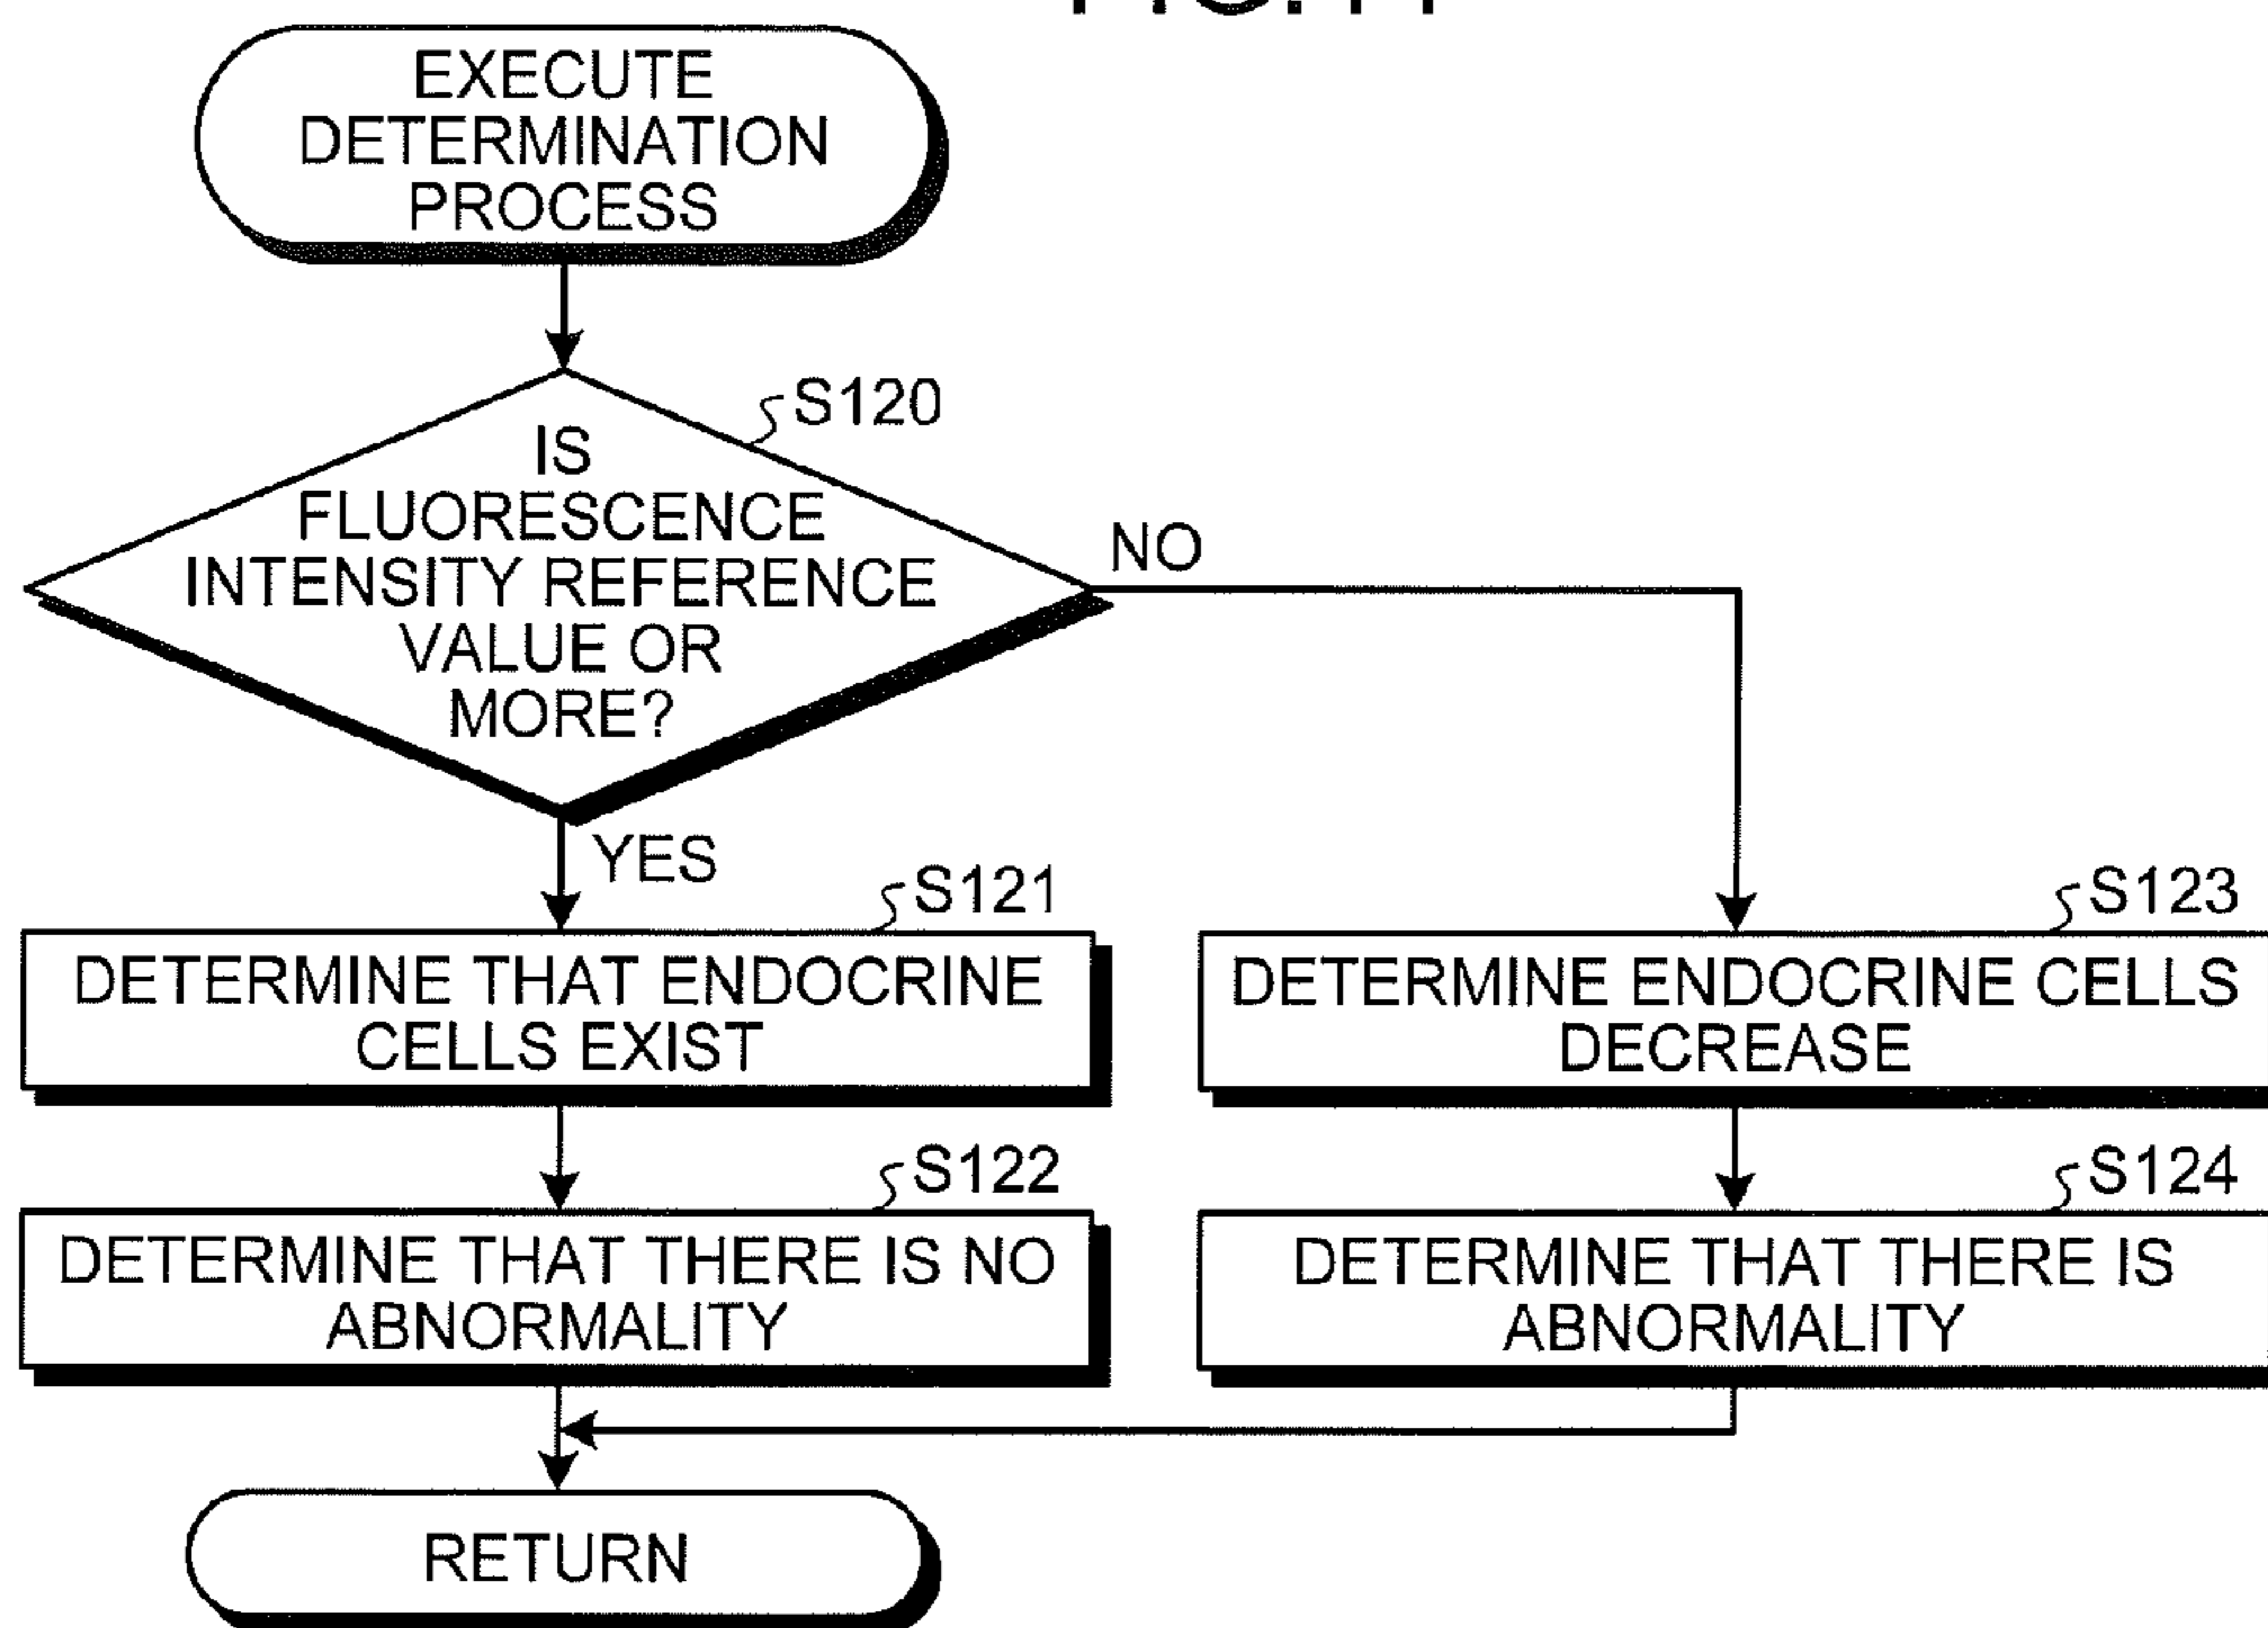 EXECUTE
DETERMINATION
PROCESS
S120
IS
FLUORESCENCE
INTENSITY REFERENCE
VALUE OR
MORE?
NO
YES
S121
DETERMINE THAT ENDOCRINE
CELLS EXIST
S123
DETERMINE ENDOCRINE CELLS
DECREASE
S122
DETERMINE THAT THERE IS NO
ABNORMALITY
S124
DETERMINE THAT THERE IS
ABNORMALITY
RETURN